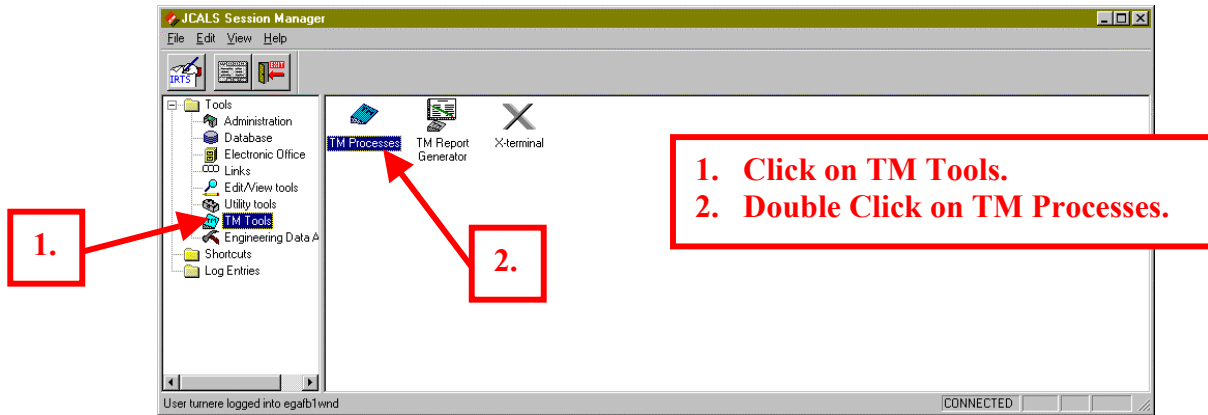 JCALS Session Manager
File Edit View Help
IRTS EXIT
Tools
Administration
Database
Electronic Office
Links
Edit/View tools
Utility tools
TM Tools
Engineering Data A
Shortcuts
Log Entries
TM Processes
TM Report
Generator
X-terminal
1. Click on TM Tools.
2. Double Click on TM Processes.
1.
2.
User turnere logged into egafb1wnd
CONNECTED